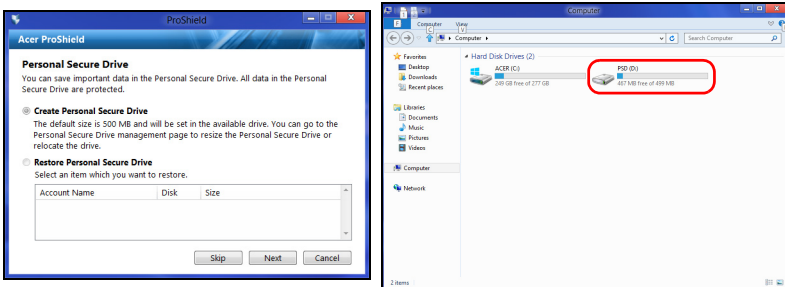 ProShield
Acer ProShield
Personal Secure Drive
You can save important data in the Personal Secure Drive. All data in the Personal
Secure Drive are protected.
Create Personal Secure Drive
The default size is 500 MB and will be set in the available drive. You can go to the
Personal Secure Drive management page to resize the Personal Secure Drive or
relocate the drive.
Restore Personal Secure Drive
Select an item which you want to restore.
Account Name Disk Size
Skip Next Cancel
Computer
F Computer View
C V
Computer
Search Computer
Favorites
Desktop
Downloads
Recent places
Libraries
Documents
Music
Pictures
Videos
Computer
Network
Hard Disk Drives (2)
ACER (C:)
249 GB free of 277 GB
PSD (D:)
467 MB free of 499 MB
2 items